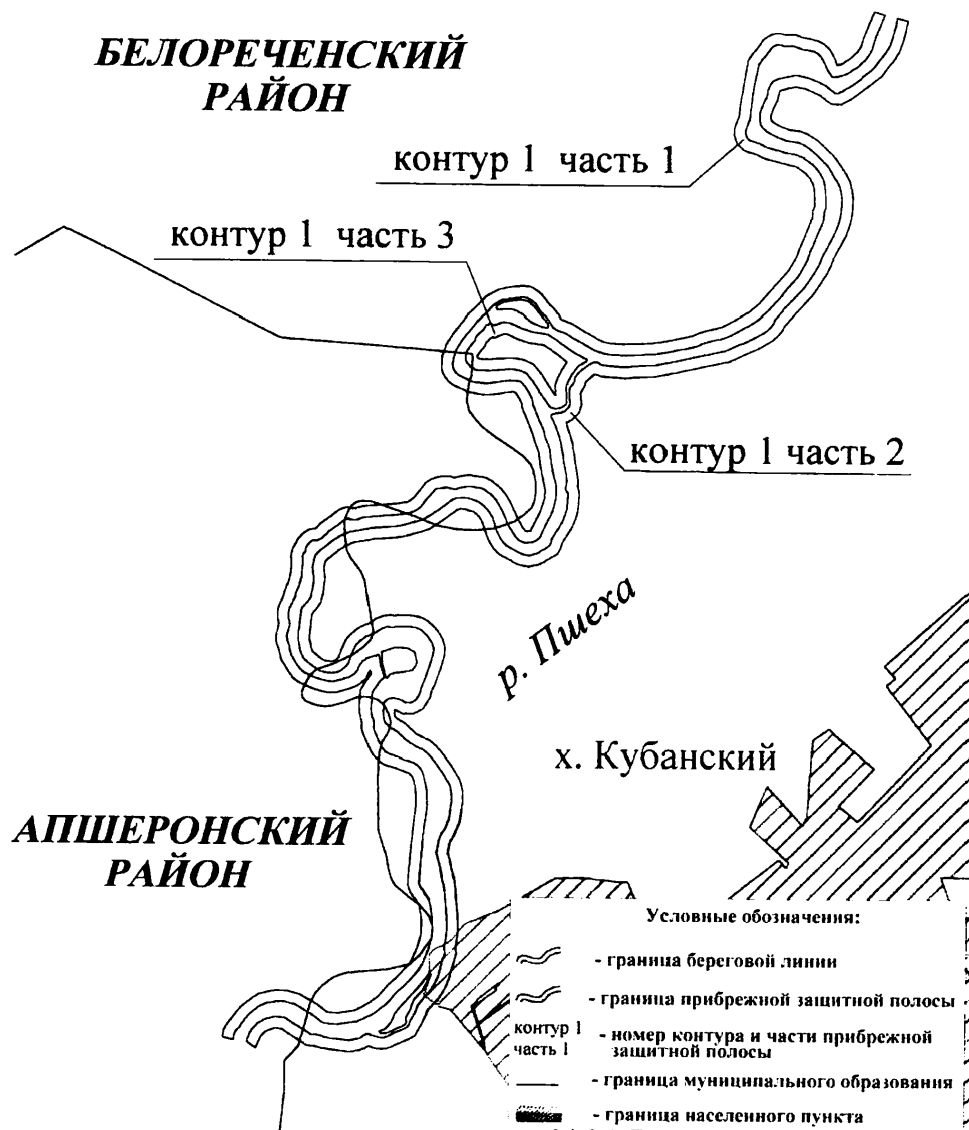 БЕЛОРЕЧЕНСКИЙ
РАЙОН
контур 1 часть 1
контур 1 часть 3
контур 1 часть 2
р. Пшеха
х. Кубанский
АПШЕРОНСКИЙ
РАЙОН
Условные обозначения:
- граница береговой линии
- граница прибрежной защитной полосы
контур 1
часть 1
- номер контура и части прибрежной
защитной полосы
- граница муниципального образования
- граница населенного пункта